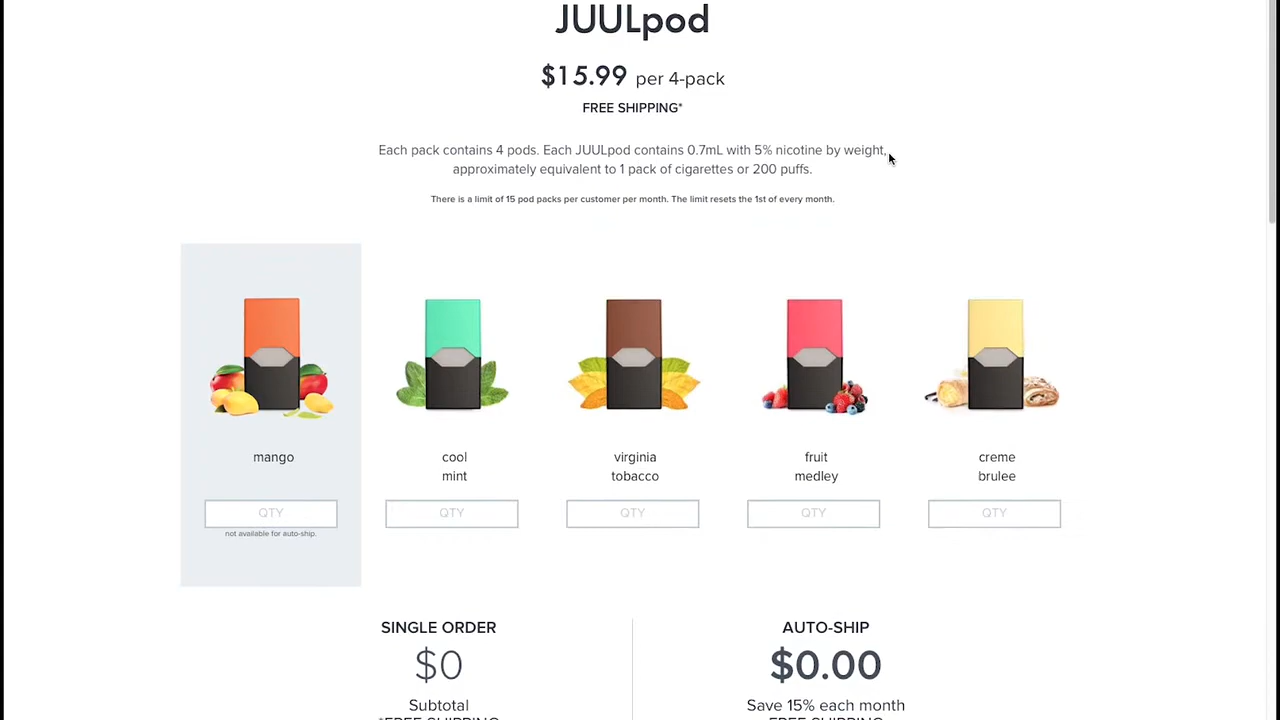 JUULpod
$15.99 per 4-pack
FREE SHIPPING*
Each pack contains 4 pods. Each JUULpod contains 0.7mL with 5% nicotine by weight,
approximately equivalent to 1 pack of cigarettes or 200 puffs.
There is a limit of 15 pod packs per customer per month. The limit resets the 1st of every month.
mango
cool
mint
virginia
tobacco
fruit
medley
creme
brulee
QTY
QTY
QTY
QTY
QTY
not available for auto-ship.
SINGLE ORDER
$0
Subtotal
*FREE SHIPPING
AUTO-SHIP
$0.00
Save 15% each month
FREE SHIPPING